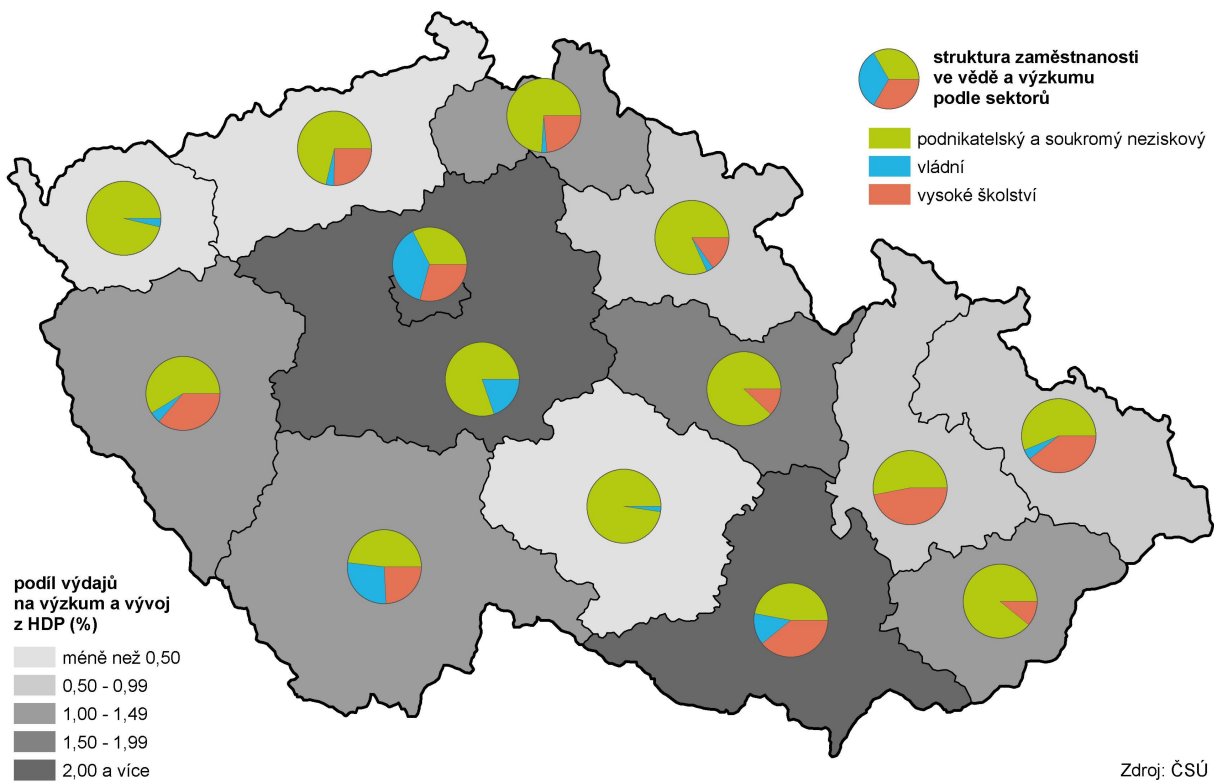 struktura zaměstnanosti
ve vědě a výzkumu
podle sektorů
podnikatelský a soukromý neziskový
vládní
vysoké školství
podíl výdajů
na výzkum a vývoj
z HDP (%)
méně než 0,50
0,50 - 0,99
1,00 - 1,49
1,50 - 1,99
2,00 a více
Zdroj: ČSÚ